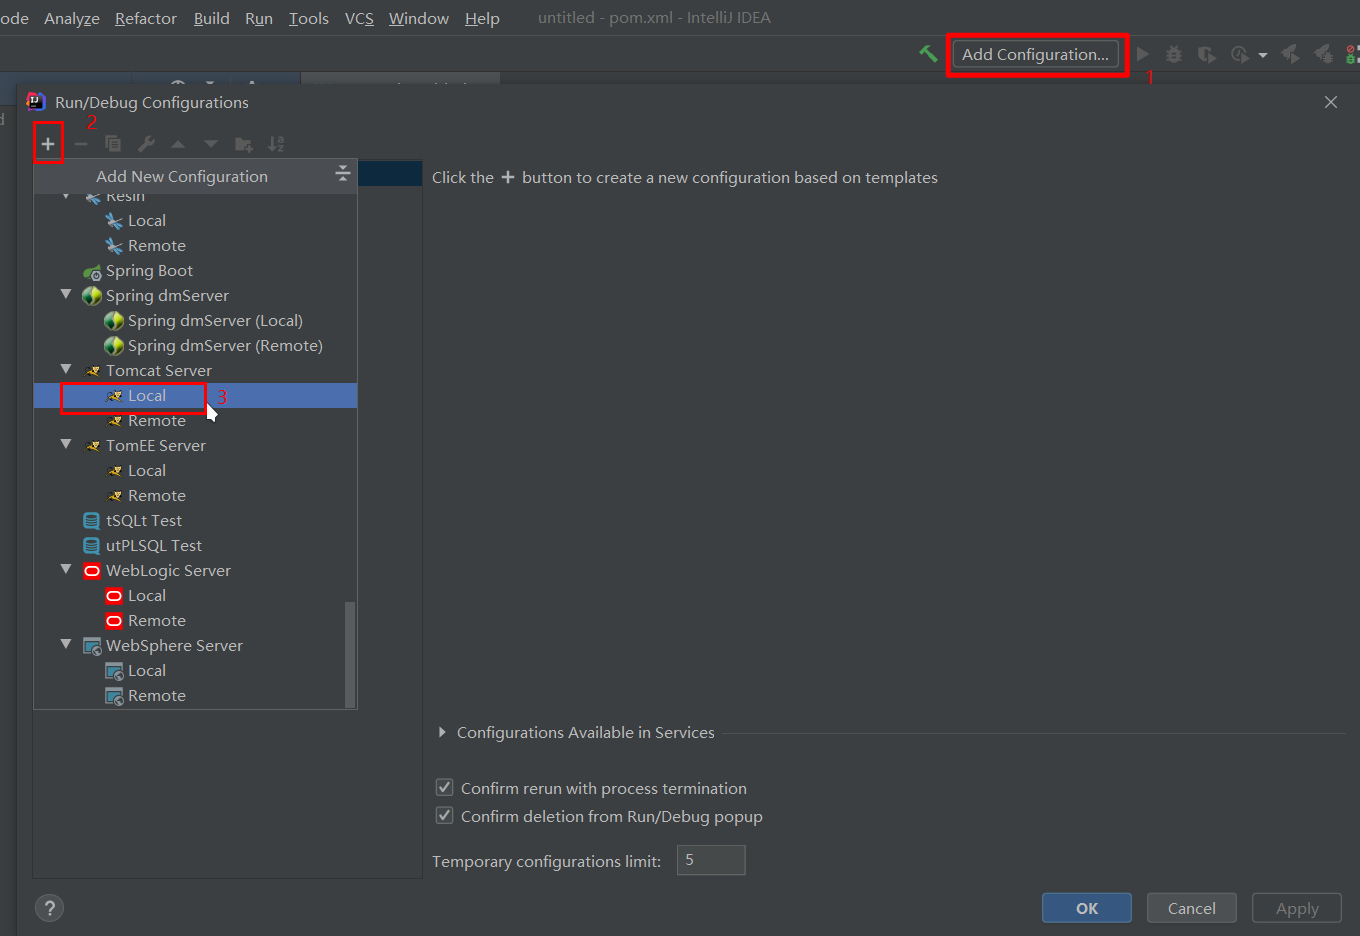 ode Analyze Refactor Build Run Tools VCS Window Help untitled - pom.xml - IntelliJ IDEA
Add Configuration...
1
Run/Debug Configurations
2
Add New Configuration
Click the + button to create a new configuration based on templates
Resin
Local
Remote
Spring Boot
Spring dmServer
Spring dmServer (Local)
Spring dmServer (Remote)
Tomcat Server
Local 3
Remote
TomEE Server
Local
Remote
tSQLt Test
utPLSQL Test
WebLogic Server
Local
Remote
WebSphere Server
Local
Remote
Configurations Available in Services
Confirm rerun with process termination
Confirm deletion from Run/Debug popup
Temporary configurations limit: 5
? OK Cancel Apply